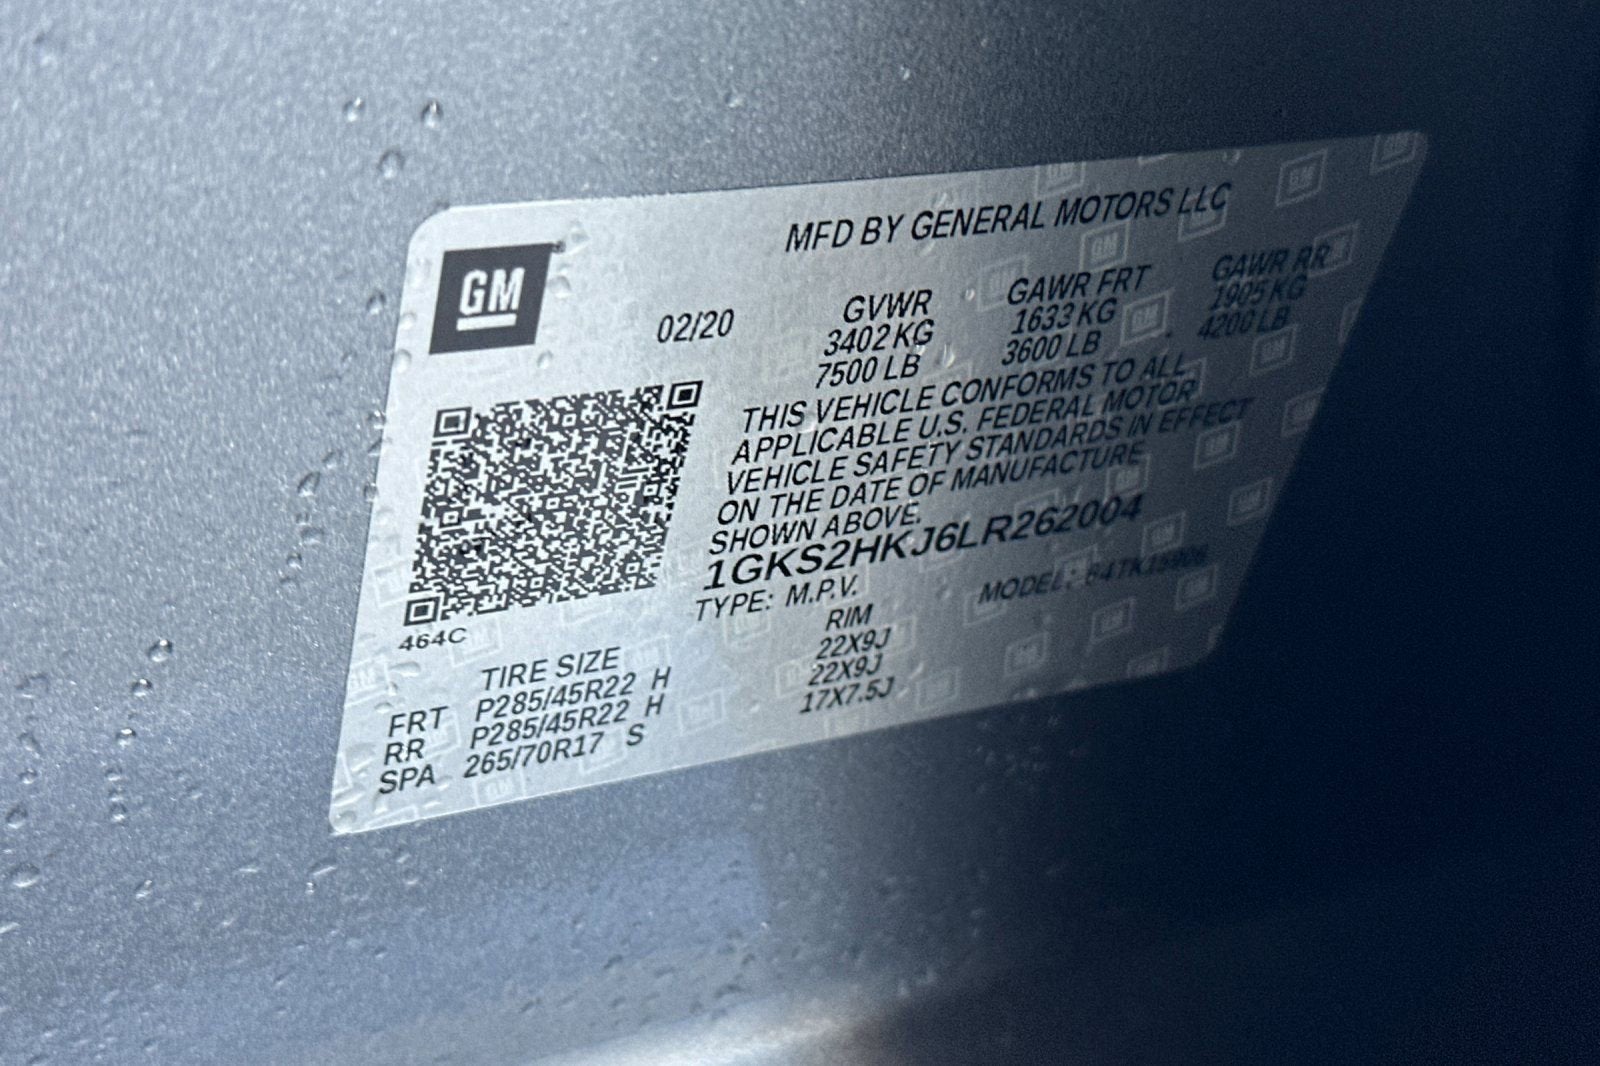 GM
MFD BY GENERAL MOTORS LLC
02/20 GVWR GAWR FRT GAWR RR
3402 KG 1633 KG 1905 KG
7500 LB 3600 LB 4200 LB
THIS VEHICLE CONFORMS TO ALL
APPLICABLE U.S. FEDERAL MOTOR
VEHICLE SAFETY STANDARDS IN EFFECT
ON THE DATE OF MANUFACTURE
SHOWN ABOVE.
1GKS2HKJ6LR262004
TYPE: M.P.V. MODEL:
464C
TIRE SIZE RIM
FRT P285/45R22 H 22X9J
RR P285/45R22 H 22X9J
SPA 265/70R17 S 17X7.5J